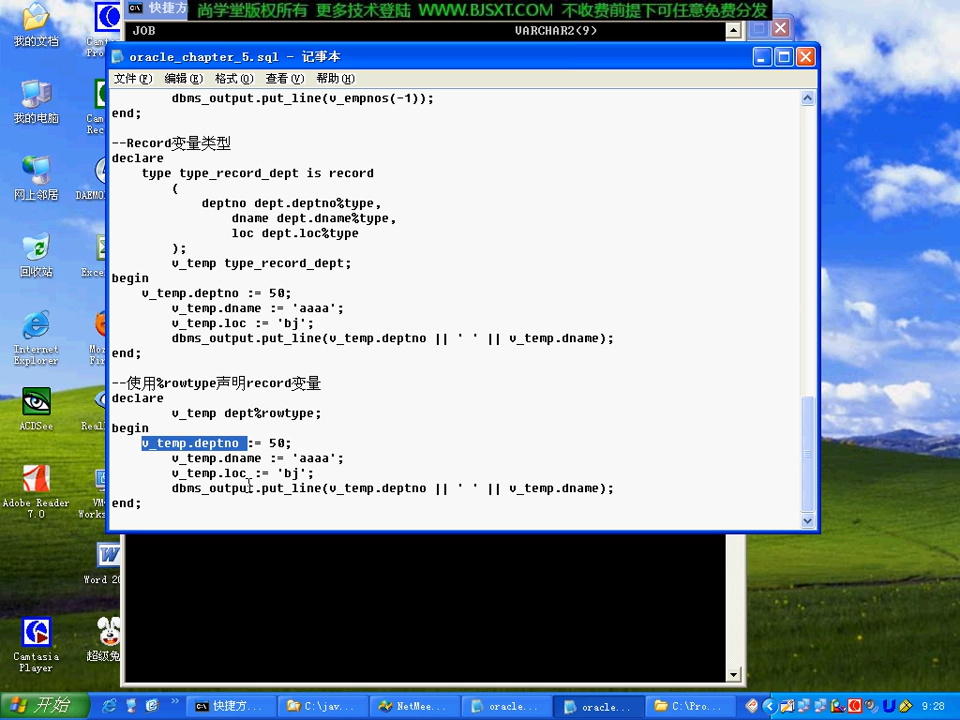 尚学堂版权所有 更多技术登陆 WWW.BJSXT.COM 不收费前提下可任意免费分发
快捷方
JOB VARCHAR2(9)
oracle_chapter_5.sql - 记事本
文件(F) 编辑(E) 格式(O) 查看(V) 帮助(H)
dbms_output.put_line(v_empnos(-1));
end;
--Record变量类型
declare
type type_record_dept is record
(
deptno dept.deptno%type,
dname dept.dname%type,
loc dept.loc%type
);
v_temp type_record_dept;
begin
v_temp.deptno := 50;
v_temp.dname := 'aaaa';
v_temp.loc := 'bj';
dbms_output.put_line(v_temp.deptno || ' ' || v_temp.dname);
end;
--使用%rowtype声明record变量
declare
v_temp dept%rowtype;
begin
v_temp.deptno := 50;
v_temp.dname := 'aaaa';
v_temp.loc := 'bj';
dbms_output.put_line(v_temp.deptno || ' ' || v_temp.dname);
end;
我的文档
我的电脑
网上邻居
回收站
Internet Explorer
ACDSee
Adobe Reader 7.0
Camtasia Player
Word 20
超级兔
开始
快捷方...
C:\jav...
NetMee...
oracle...
oracle...
C:\Pro...
9:28